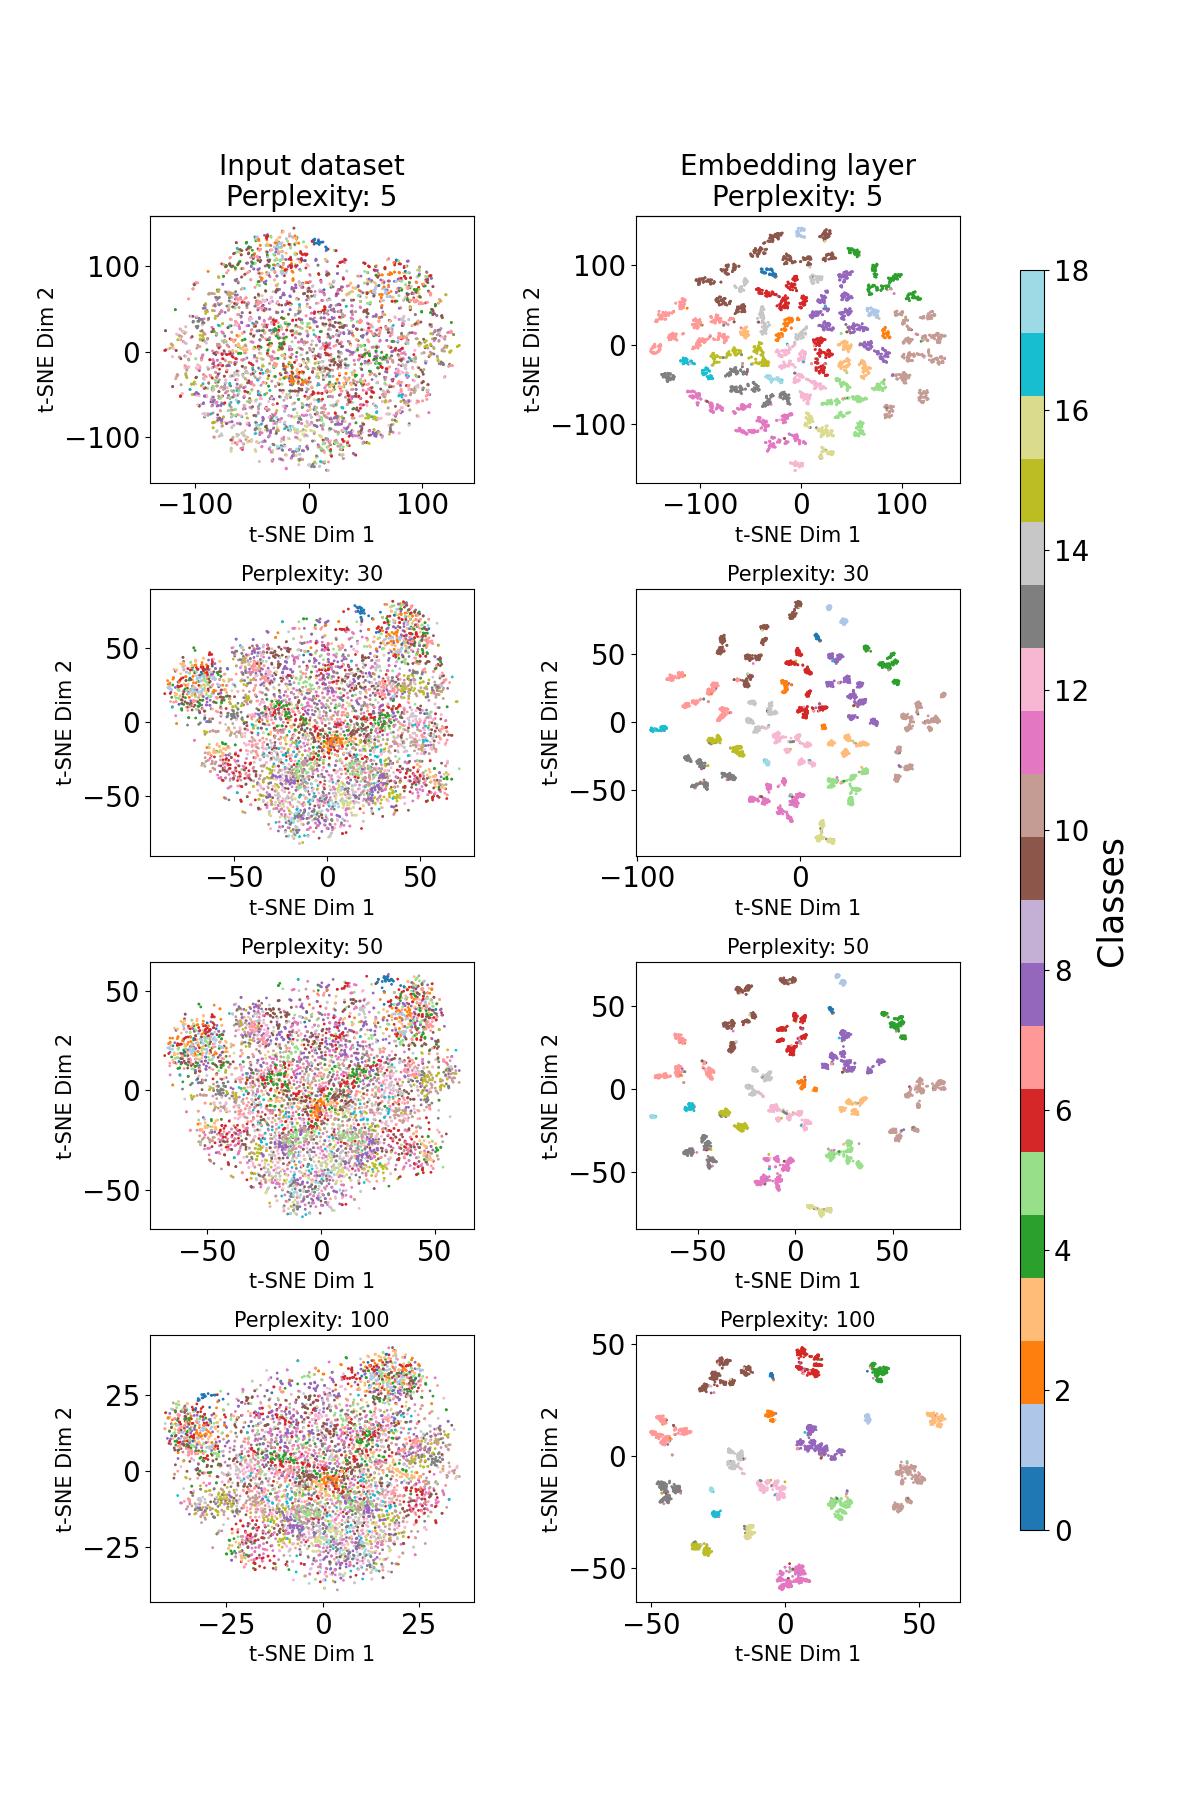 Input dataset
Perplexity: 5
Embedding layer
Perplexity: 5
t-SNE Dim 2
100
0
−100
−100 0 100
t-SNE Dim 1
t-SNE Dim 2
100
0
−100
−100 0 100
t-SNE Dim 1
Perplexity: 30
t-SNE Dim 2
50
0
−50
−50 0 50
t-SNE Dim 1
Perplexity: 30
t-SNE Dim 2
50
0
−50
−100 0
t-SNE Dim 1
Perplexity: 50
t-SNE Dim 2
50
0
−50
−50 0 50
t-SNE Dim 1
Perplexity: 50
t-SNE Dim 2
50
0
−50
−50 0 50
t-SNE Dim 1
Perplexity: 100
t-SNE Dim 2
25
0
−25
−25 0 25
t-SNE Dim 1
Perplexity: 100
t-SNE Dim 2
50
0
−50
−50 0 50
t-SNE Dim 1
18
16
14
12
10
8
6
4
2
0
Classes